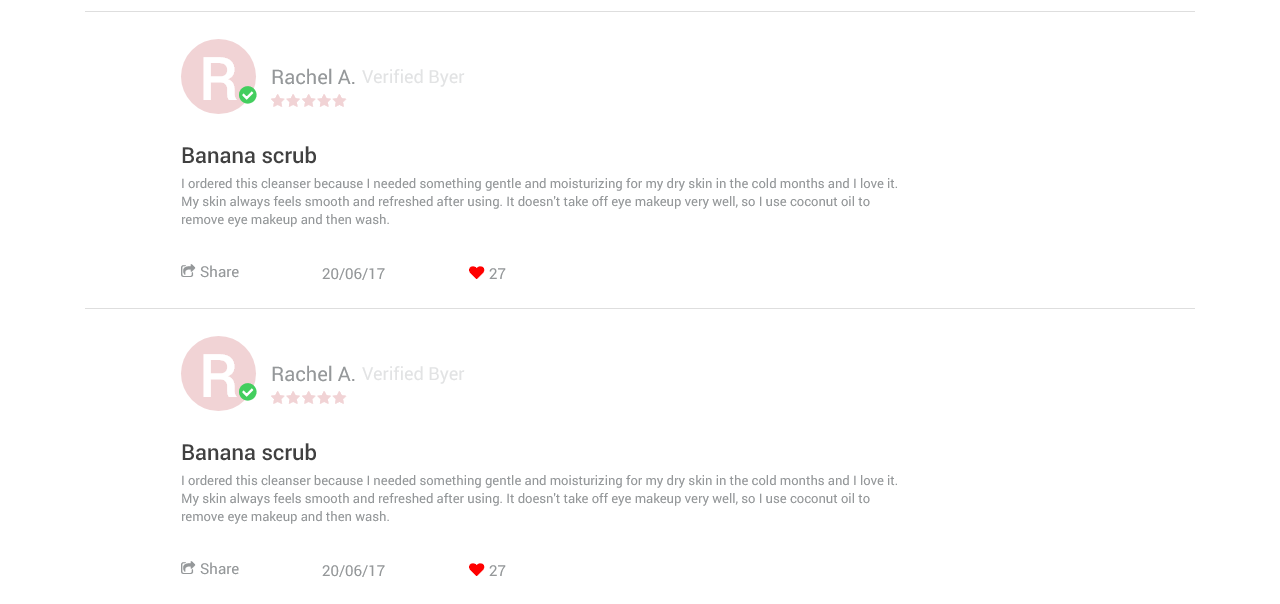 R
Rachel A. Verified Byer
Banana scrub
I ordered this cleanser because I needed something gentle and moisturizing for my dry skin in the cold months and I love it.
My skin always feels smooth and refreshed after using. It doesn't take off eye makeup very well, so I use coconut oil to
remove eye makeup and then wash.
Share 20/06/17 27
R
Rachel A. Verified Byer
Banana scrub
I ordered this cleanser because I needed something gentle and moisturizing for my dry skin in the cold months and I love it.
My skin always feels smooth and refreshed after using. It doesn't take off eye makeup very well, so I use coconut oil to
remove eye makeup and then wash.
Share 20/06/17 27